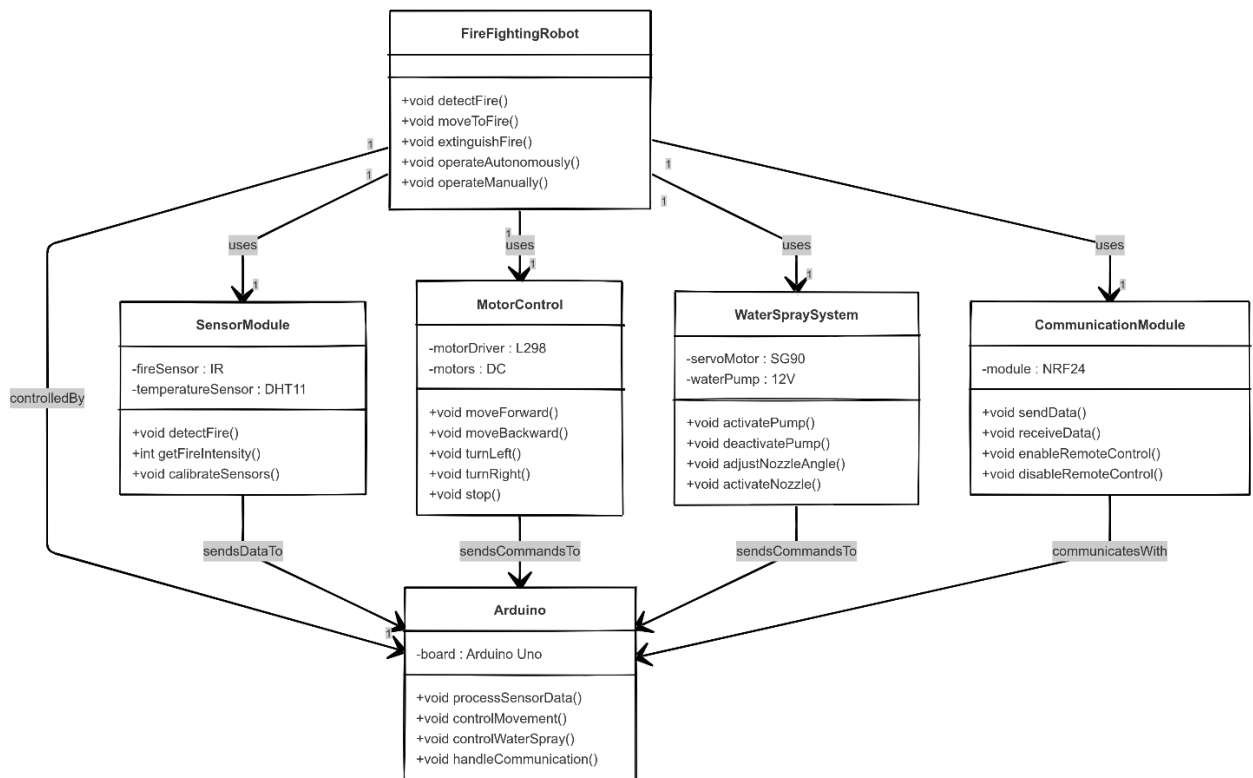 FireFightingRobot
+void detectFire()
+void moveToFire()
+void extinguishFire()
+void operateAutonomously()
+void operateManually()
1
1
1
1
1
uses
uses
uses
uses
1
1
1
1
SensorModule
-fireSensor : IR
-temperatureSensor : DHT11
+void detectFire()
+int getFireIntensity()
+void calibrateSensors()
MotorControl
-motorDriver : L298
-motors : DC
+void moveForward()
+void moveBackward()
+void turnLeft()
+void turnRight()
+void stop()
WaterSpraySystem
-servoMotor : SG90
-waterPump : 12V
+void activatePump()
+void deactivatePump()
+void adjustNozzleAngle()
+void activateNozzle()
CommunicationModule
-module : NRF24
+void sendData()
+void receiveData()
+void enableRemoteControl()
+void disableRemoteControl()
controlledBy
sendsDataTo
sendsCommandsTo
sendsCommandsTo
communicatesWith
1
Arduino
-board : Arduino Uno
+void processSensorData()
+void controlMovement()
+void controlWaterSpray()
+void handleCommunication()